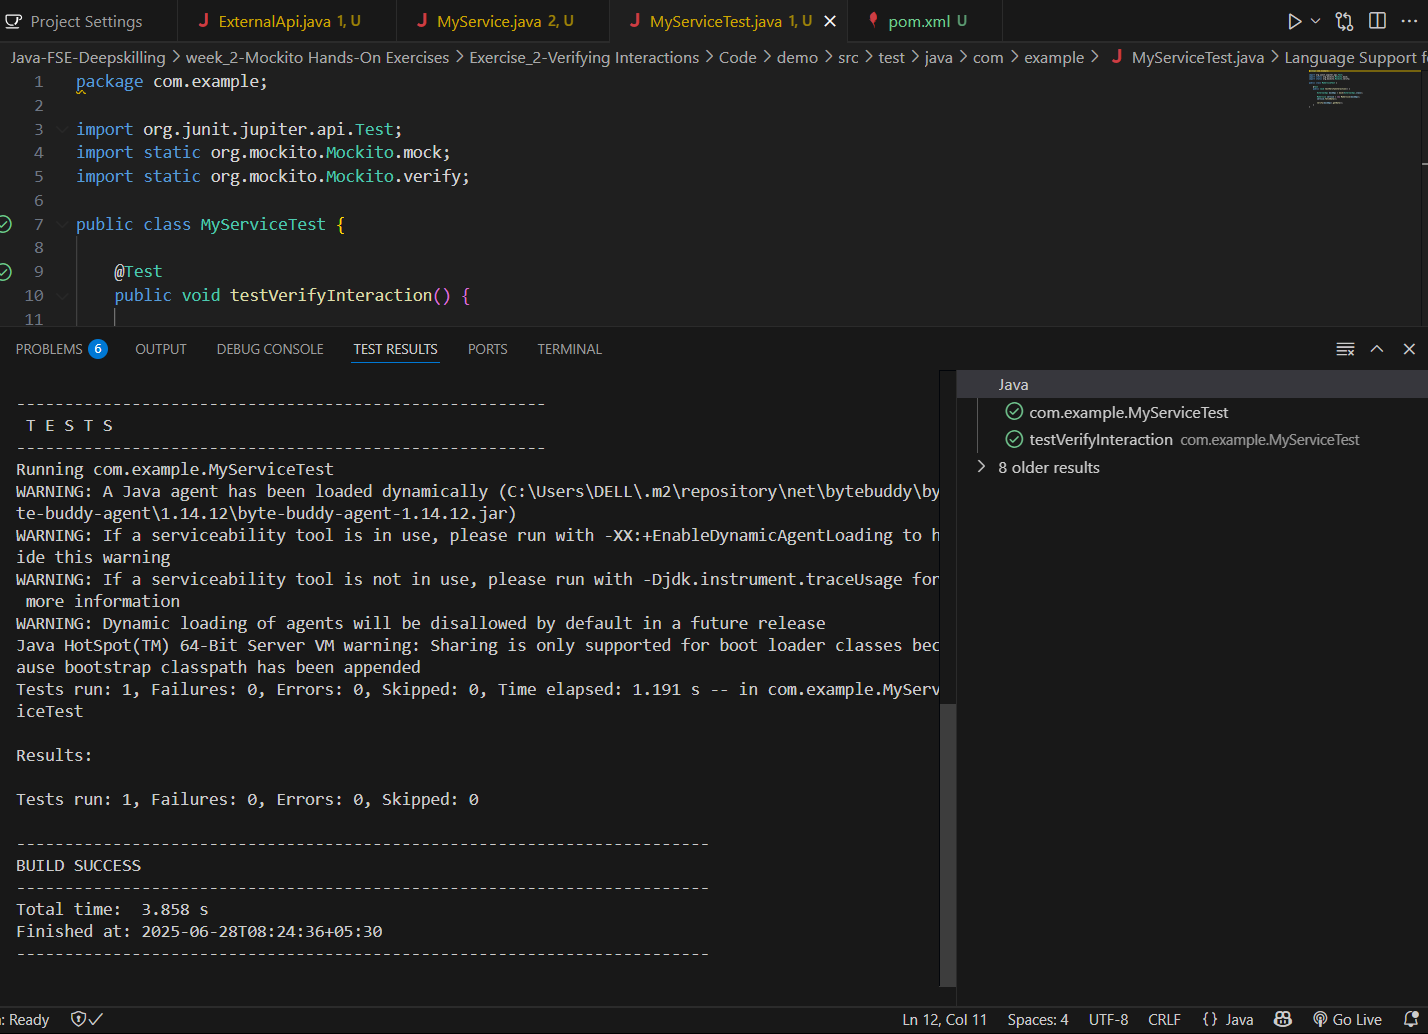 Project Settings
J ExternalApi.java 1, U
J MyService.java 2, U
J MyServiceTest.java 1, U
pom.xml U
Java-FSE-Deepskilling > week_2-Mockito Hands-On Exercises > Exercise_2-Verifying Interactions > Code > demo > src > test > java > com > example > J MyServiceTest.java > Language Support
1 package com.example;
2
3 import org.junit.jupiter.api.Test;
4 import static org.mockito.Mockito.mock;
5 import static org.mockito.Mockito.verify;
6
7 public class MyServiceTest {
8
9 @Test
10 public void testVerifyInteraction() {
11
PROBLEMS 6 OUTPUT DEBUG CONSOLE TEST RESULTS PORTS TERMINAL
-------------------------------------------------------
T E S T S
-------------------------------------------------------
Running com.example.MyServiceTest
WARNING: A Java agent has been loaded dynamically (C:\Users\DELL\.m2\repository\net\bytebuddy\by
te-buddy-agent\1.14.12\byte-buddy-agent-1.14.12.jar)
WARNING: If a serviceability tool is in use, please run with -XX:+EnableDynamicAgentLoading to h
ide this warning
WARNING: If a serviceability tool is not in use, please run with -Djdk.instrument.traceUsage for
more information
WARNING: Dynamic loading of agents will be disallowed by default in a future release
Java HotSpot(TM) 64-Bit Server VM warning: Sharing is only supported for boot loader classes bec
ause bootstrap classpath has been appended
Tests run: 1, Failures: 0, Errors: 0, Skipped: 0, Time elapsed: 1.191 s -- in com.example.MyServ
iceTest
Results:
Tests run: 1, Failures: 0, Errors: 0, Skipped: 0
------------------------------------------------------------------------
BUILD SUCCESS
------------------------------------------------------------------------
Total time:  3.858 s
Finished at: 2025-06-28T08:24:36+05:30
------------------------------------------------------------------------
Java
com.example.MyServiceTest
testVerifyInteraction com.example.MyServiceTest
8 older results
: Ready
Ln 12, Col 11 Spaces: 4 UTF-8 CRLF {} Java Go Live